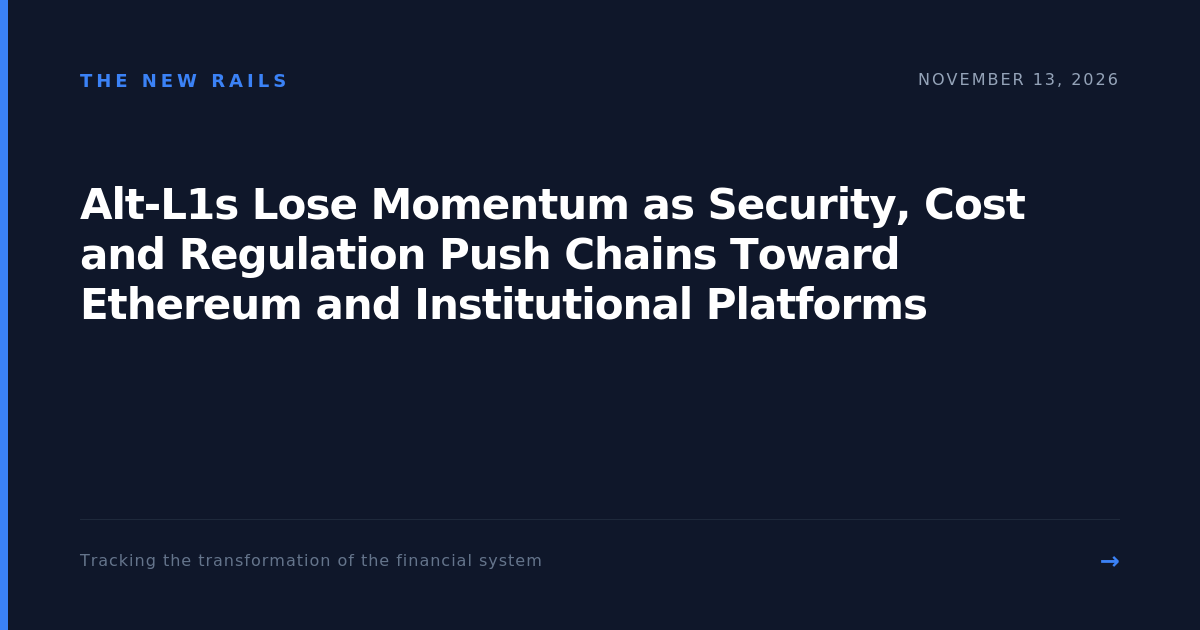 THE NEW RAILS
NOVEMBER 13, 2026
Alt-L1s Lose Momentum as Security, Cost
and Regulation Push Chains Toward
Ethereum and Institutional Platforms
Tracking the transformation of the financial system
→